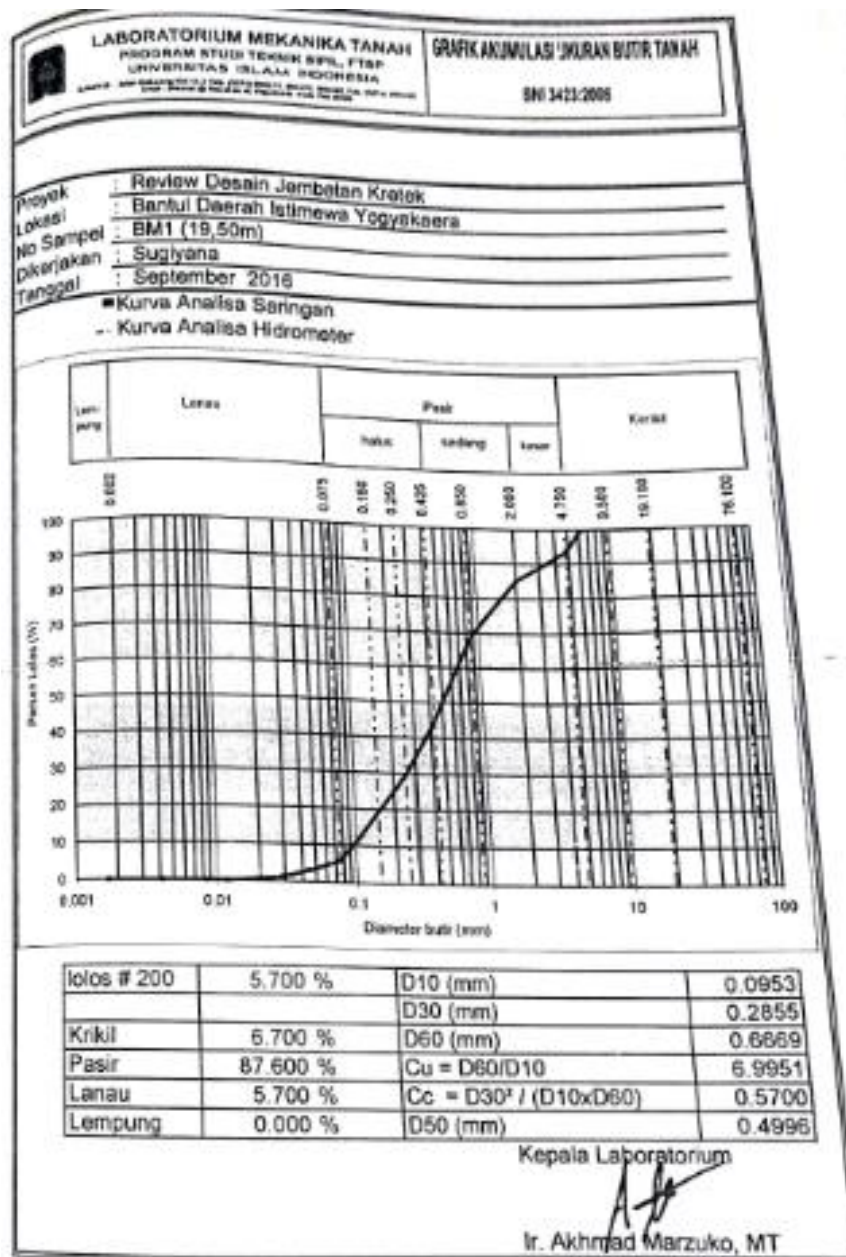 LABORATORIUM MEKANIKA TANAH
PROGRAM STUDI TEKNIK SIPIL, FTSP
UNIVERSITAS ISLAM INDONESIA
GRAFIK AKUMULASI UKURAN BUTIR TANAH
SNI 3423:2008
Proyek : Review Desain Jembatan Kretek
Lokasi : Bantul Daerah Istimewa Yogyakaera
No Sampel : BM1 (19,50m)
Dikerjakan : Sugiyana
Tanggal : September 2016
Kurva Analisa Saringan
Kurva Analisa Hidrometer
Lem-
pung
Lanau
Pasir
Kerikil
halus
sedang
kasar
0.002
0.075
0.150
0.250
0.425
0.850
2.000
4.750
9.500
19.100
76.100
Persen Lolos (%)
100
90
80
70
60
50
40
30
20
10
0
0.001
0.01
0.1
1
10
100
Diameter butir (mm)
lolos # 200 5.700 % D10 (mm) 0.0953
D30 (mm) 0.2855
Krikil 6.700 % D60 (mm) 0.6669
Pasir 87.600 % Cu = D60/D10 6.9951
Lanau 5.700 % Cc = D30² / (D10xD60) 0.5700
Lempung 0.000 % D50 (mm) 0.4996
Kepala Laboratorium
Ir. Akhmad Marzuko, MT